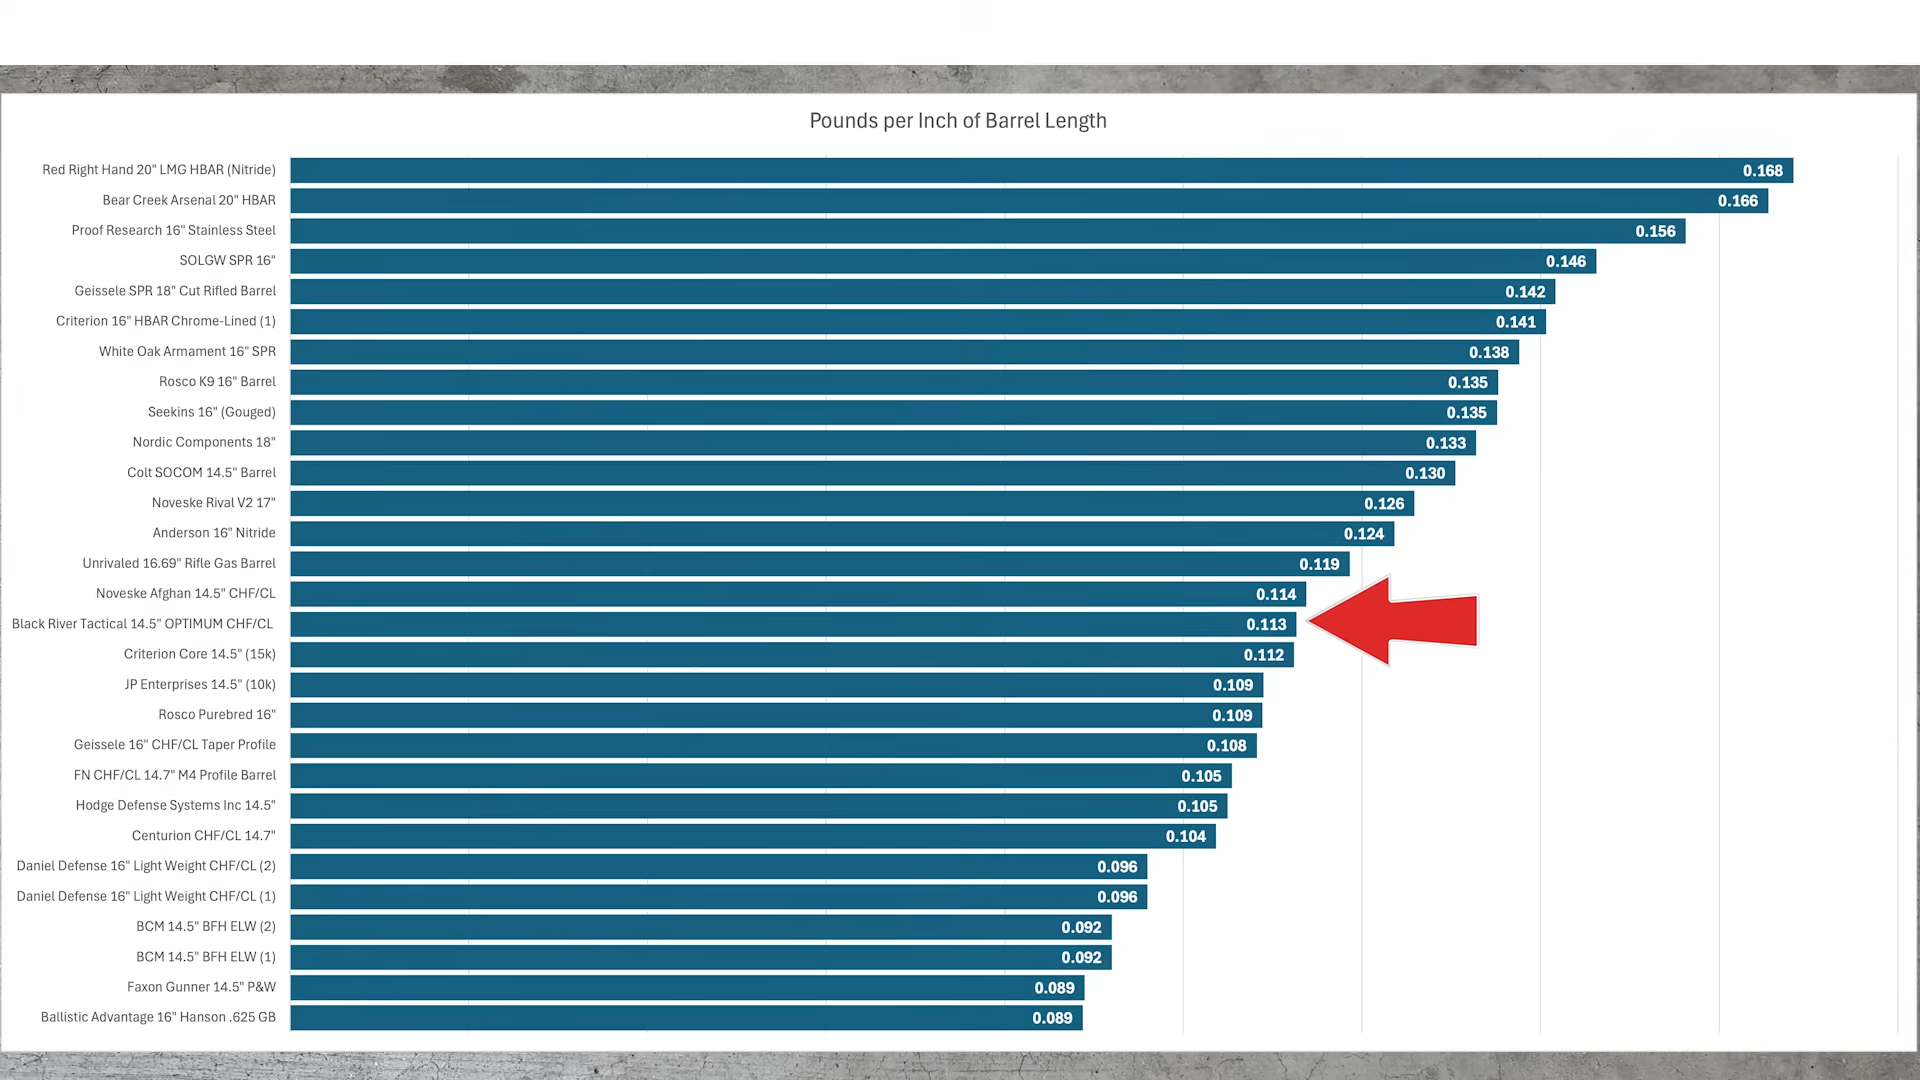 Pounds per Inch of Barrel Length
Red Right Hand 20" LMG HBAR (Nitride) 0.168
Bear Creek Arsenal 20" HBAR 0.166
Proof Research 16" Stainless Steel 0.156
SOLGW SPR 16" 0.146
Geissele SPR 18" Cut Rifled Barrel 0.142
Criterion 16" HBAR Chrome-Lined (1) 0.141
White Oak Armament 16" SPR 0.138
Rosco K9 16" Barrel 0.135
Seekins 16" (Gouged) 0.135
Nordic Components 18" 0.133
Colt SOCOM 14.5" Barrel 0.130
Noveske Rival V2 17" 0.126
Anderson 16" Nitride 0.124
Unrivaled 16.69" Rifle Gas Barrel 0.119
Noveske Afghan 14.5" CHF/CL 0.114
Black River Tactical 14.5" OPTIMUM CHF/CL 0.113
Criterion Core 14.5" (15k) 0.112
JP Enterprises 14.5" (10k) 0.109
Rosco Purebred 16" 0.109
Geissele 16" CHF/CL Taper Profile 0.108
FN CHF/CL 14.7" M4 Profile Barrel 0.105
Hodge Defense Systems Inc 14.5" 0.105
Centurion CHF/CL 14.7" 0.104
Daniel Defense 16" Light Weight CHF/CL (2) 0.096
Daniel Defense 16" Light Weight CHF/CL (1) 0.096
BCM 14.5" BFH ELW (2) 0.092
BCM 14.5" BFH ELW (1) 0.092
Faxon Gunner 14.5" P&W 0.089
Ballistic Advantage 16" Hanson .625 GB 0.089